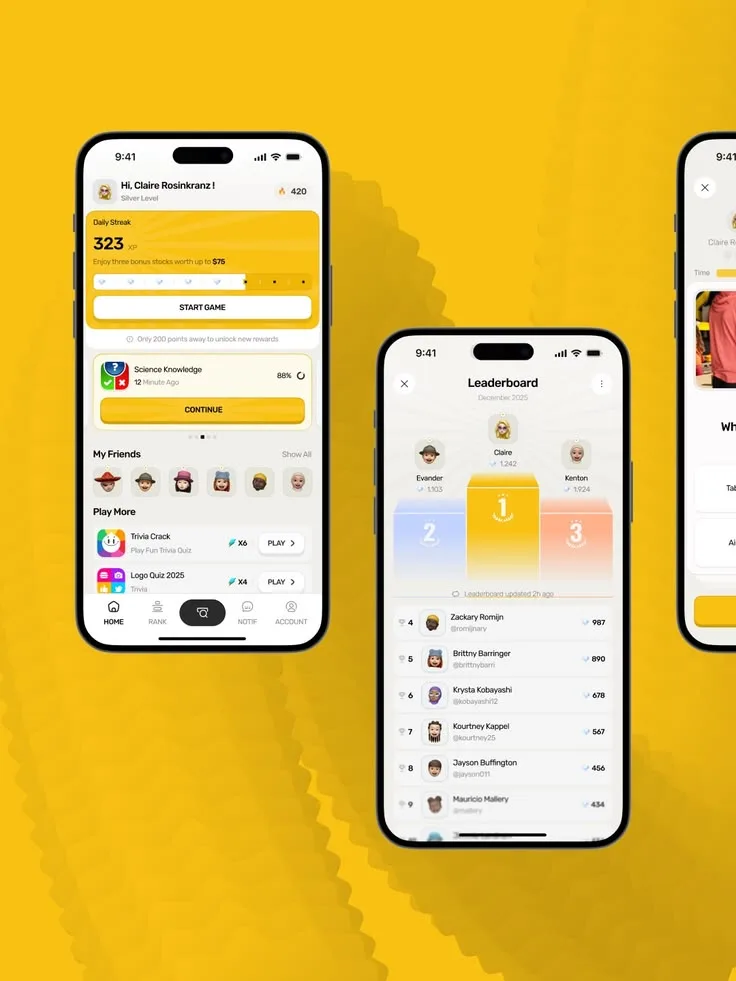 9:41
Hi, Claire Rosinkranz !
Silver Level
420
Daily Streak
323 XP
Enjoy three bonus stocks worth up to $75
START GAME
Only 200 points away to unlock new rewards
Science Knowledge
12 Minute Ago
88%
CONTINUE
My Friends
Show All
Play More
Trivia Crack
Play Fun Trivia Quiz
X6
PLAY
Logo Quiz 2025
Trivia
X4
PLAY
HOME
RANK
NOTIF
ACCOUNT
9:41
Leaderboard
December 2025
Claire
1,242
Evander
1,103
Kenton
1,924
1
2
3
Leaderboard updated 2h ago
4 Zackary Romijn 987
@romijnary
5 Brittny Barringer 890
@brittnybarri
6 Krysta Kobayashi 678
@kobayashi12
7 Kourtney Kappel 567
@kourtney25
8 Jayson Buffington 456
@jayson011
9 Mauricio Mallery 434
@mallery
9:41
Claire R
Time
Wh
Tab
Ai